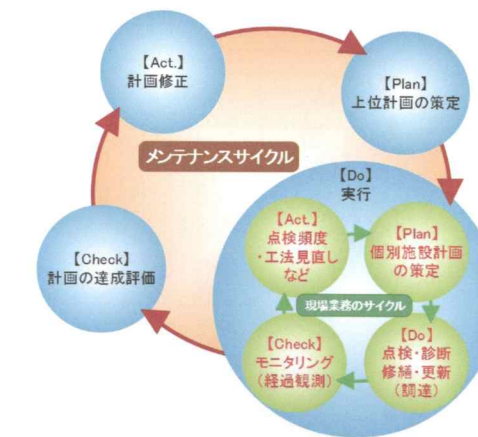 【Act.】
計画修正
【Plan】
上位計画の策定
メンテナンスサイクル
【Do】
実行
【Act.】
点検頻度
・工法見直し
など
【Plan】
個別施設計画
の策定
【Check】
計画の達成評価
現場業務のサイクル
【Check】
モニタリング
（経過観測）
【Do】
点検・診断
修繕・更新
（調達）